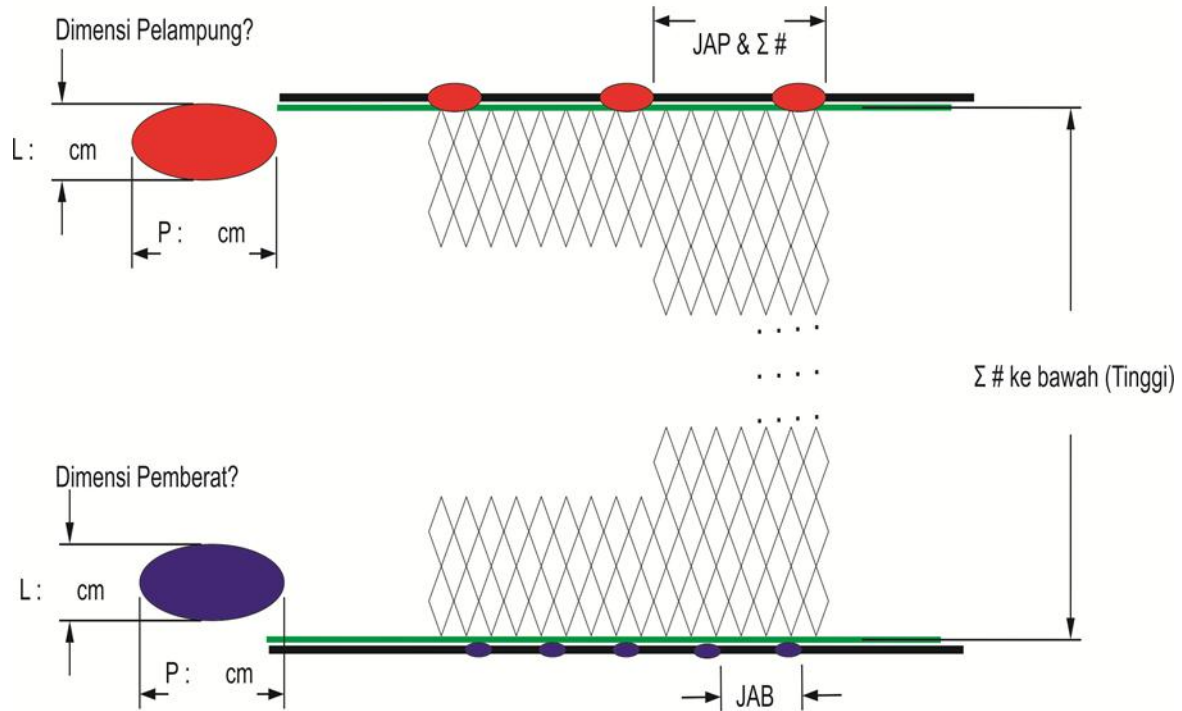 Dimensi Pelampung?
JAP & Σ #
L : cm
P : cm
Σ # ke bawah (Tinggi)
Dimensi Pemberat?
L : cm
P : cm
JAB